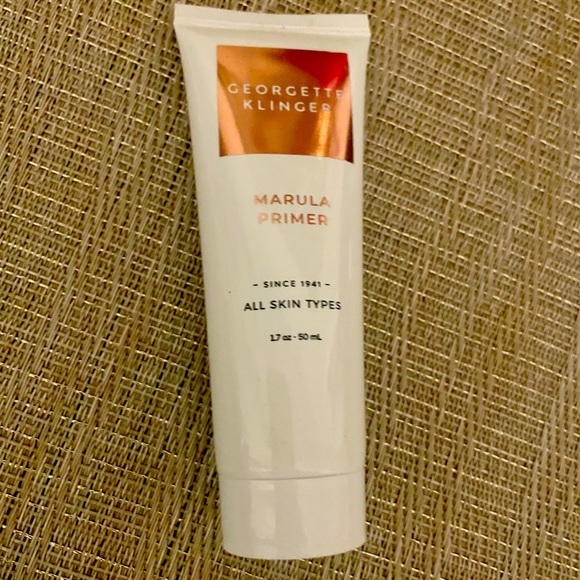 GEORGETTE
KLINGER
MARULA
PRIMER
- SINCE 1941 -
ALL SKIN TYPES
1.7 oz - 50 mL